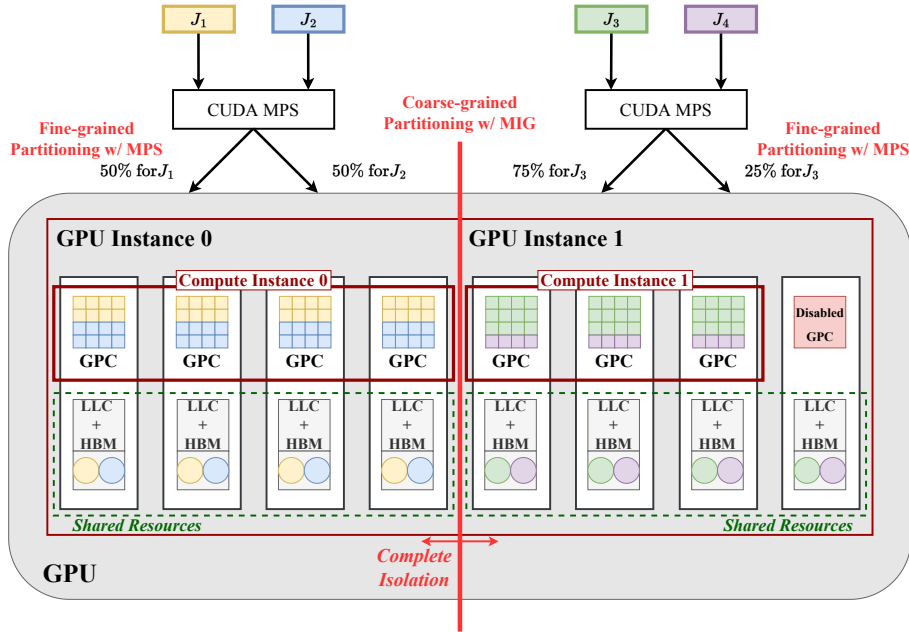 J1
J2
J3
J4
CUDA MPS
CUDA MPS
Coarse-grained
Partitioning w/ MIG
Fine-grained
Partitioning w/ MPS
Fine-grained
Partitioning w/ MPS
50% for J1
50% for J2
75% for J3
25% for J3
GPU Instance 0
GPU Instance 1
Compute Instance 0
Compute Instance 1
GPC
GPC
GPC
GPC
GPC
GPC
GPC
Disabled
GPC
LLC
+
HBM
LLC
+
HBM
LLC
+
HBM
LLC
+
HBM
LLC
+
HBM
LLC
+
HBM
LLC
+
HBM
LLC
+
HBM
Shared Resources
Shared Resources
Complete
Isolation
GPU